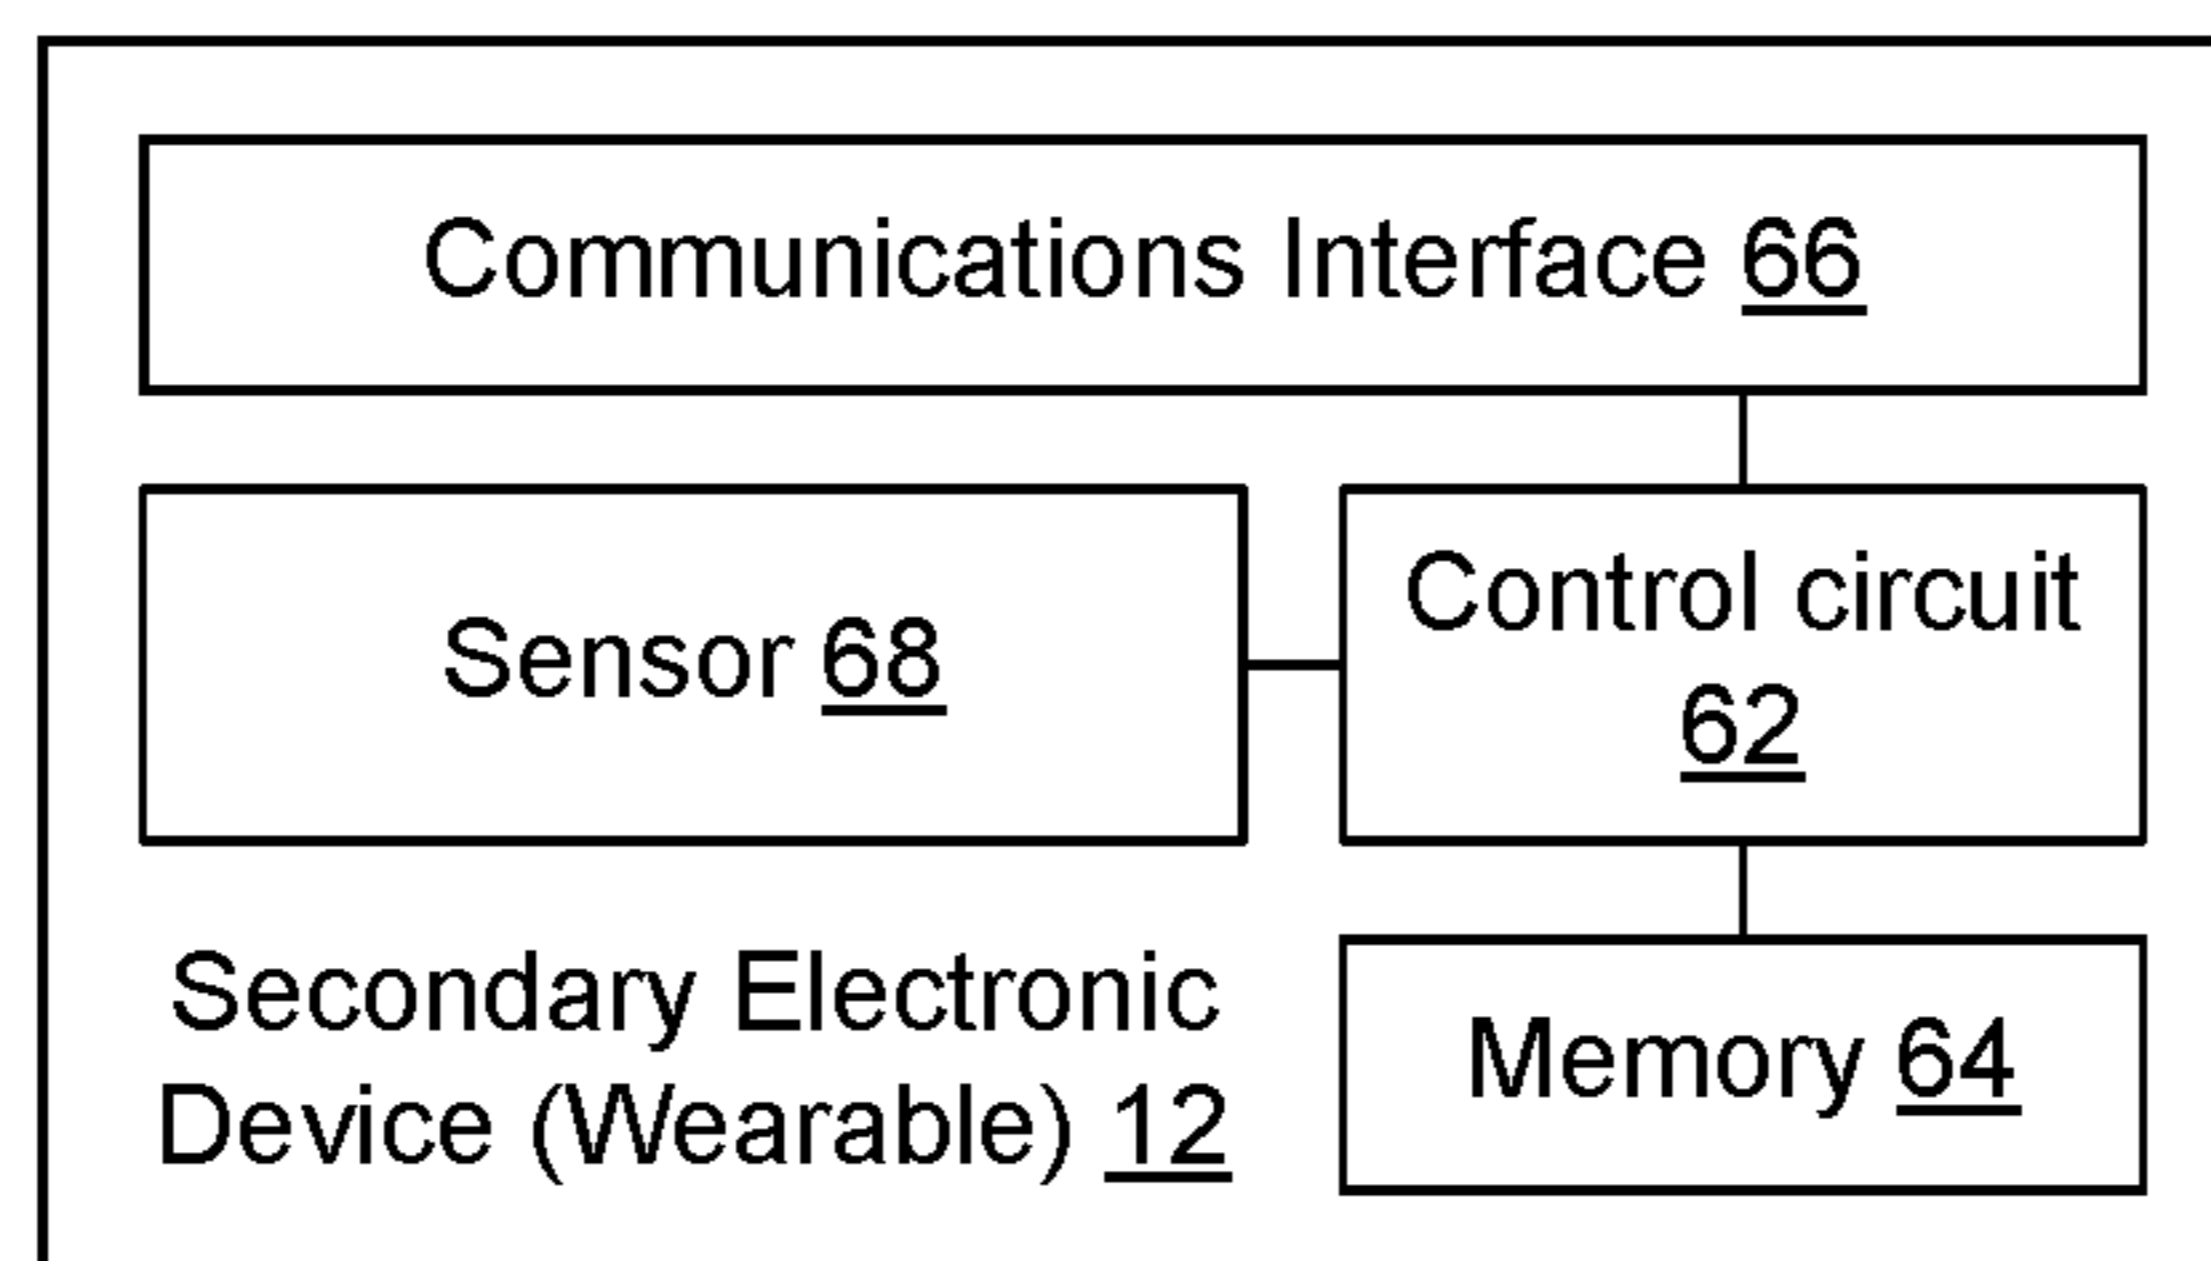 Communications Interface 66
Sensor 68
Control circuit
62
Secondary Electronic
Device (Wearable) 12
Memory 64